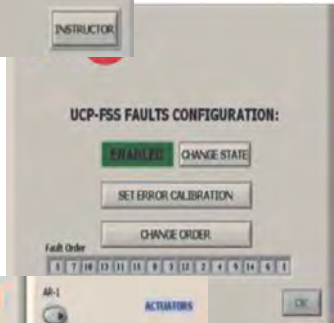 INSTRUCTOR
UCP-FSS FAULTS CONFIGURATION:
ENABLED CHANGE STATE
SET ERROR CALIBRATION
CHANGE ORDER
Fault Order
AR-1
ACTUATORS
OK